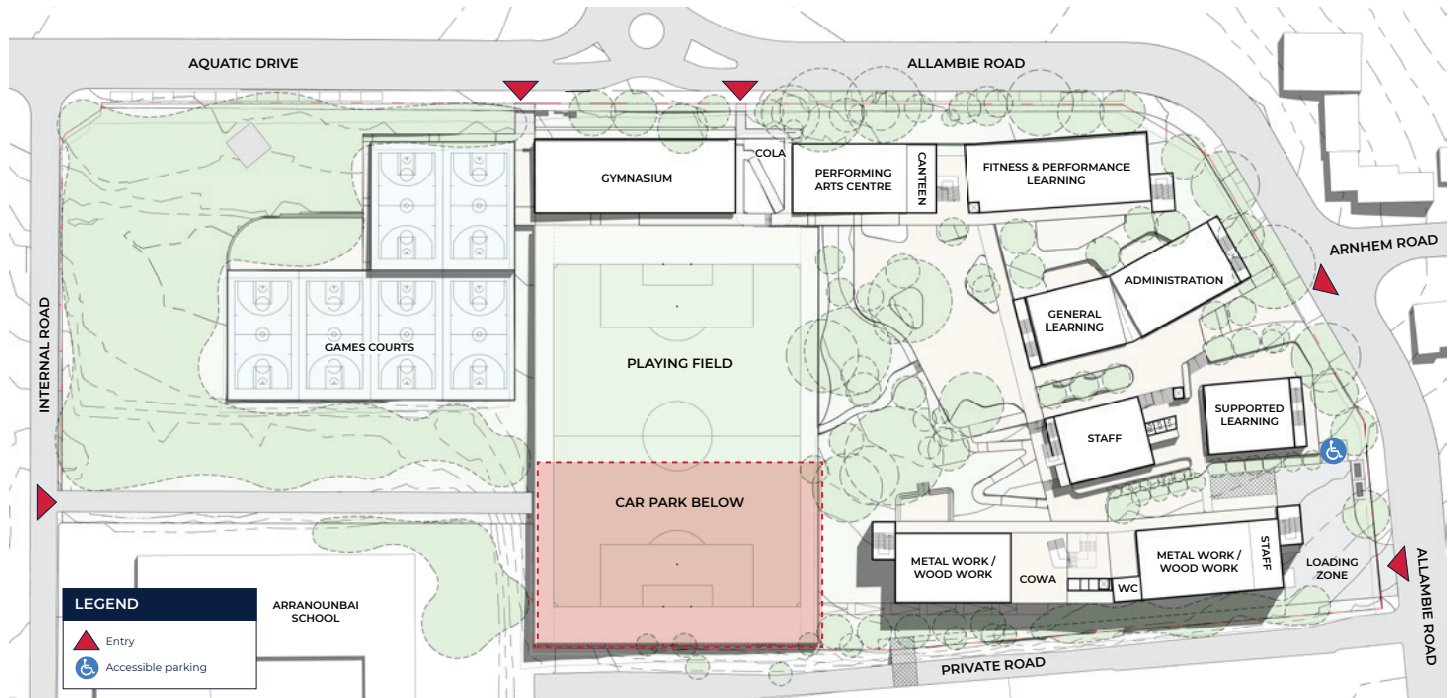 AQUATIC DRIVE
ALLAMBIE ROAD
COLA
GYMNASIUM
PERFORMING
ARTS CENTRE
CANTEEN
FITNESS & PERFORMANCE
LEARNING
ARNHEM ROAD
ADMINISTRATION
GENERAL
LEARNING
INTERNAL ROAD
GAMES COURTS
PLAYING FIELD
SUPPORTED
LEARNING
STAFF
CAR PARK BELOW
METAL WORK /
WOOD WORK
COWA
WC
METAL WORK /
WOOD WORK
STAFF
LOADING
ZONE
ALLAMBIE ROAD
PRIVATE ROAD
ARRANOUNBAI
SCHOOL
LEGEND
Entry
Accessible parking